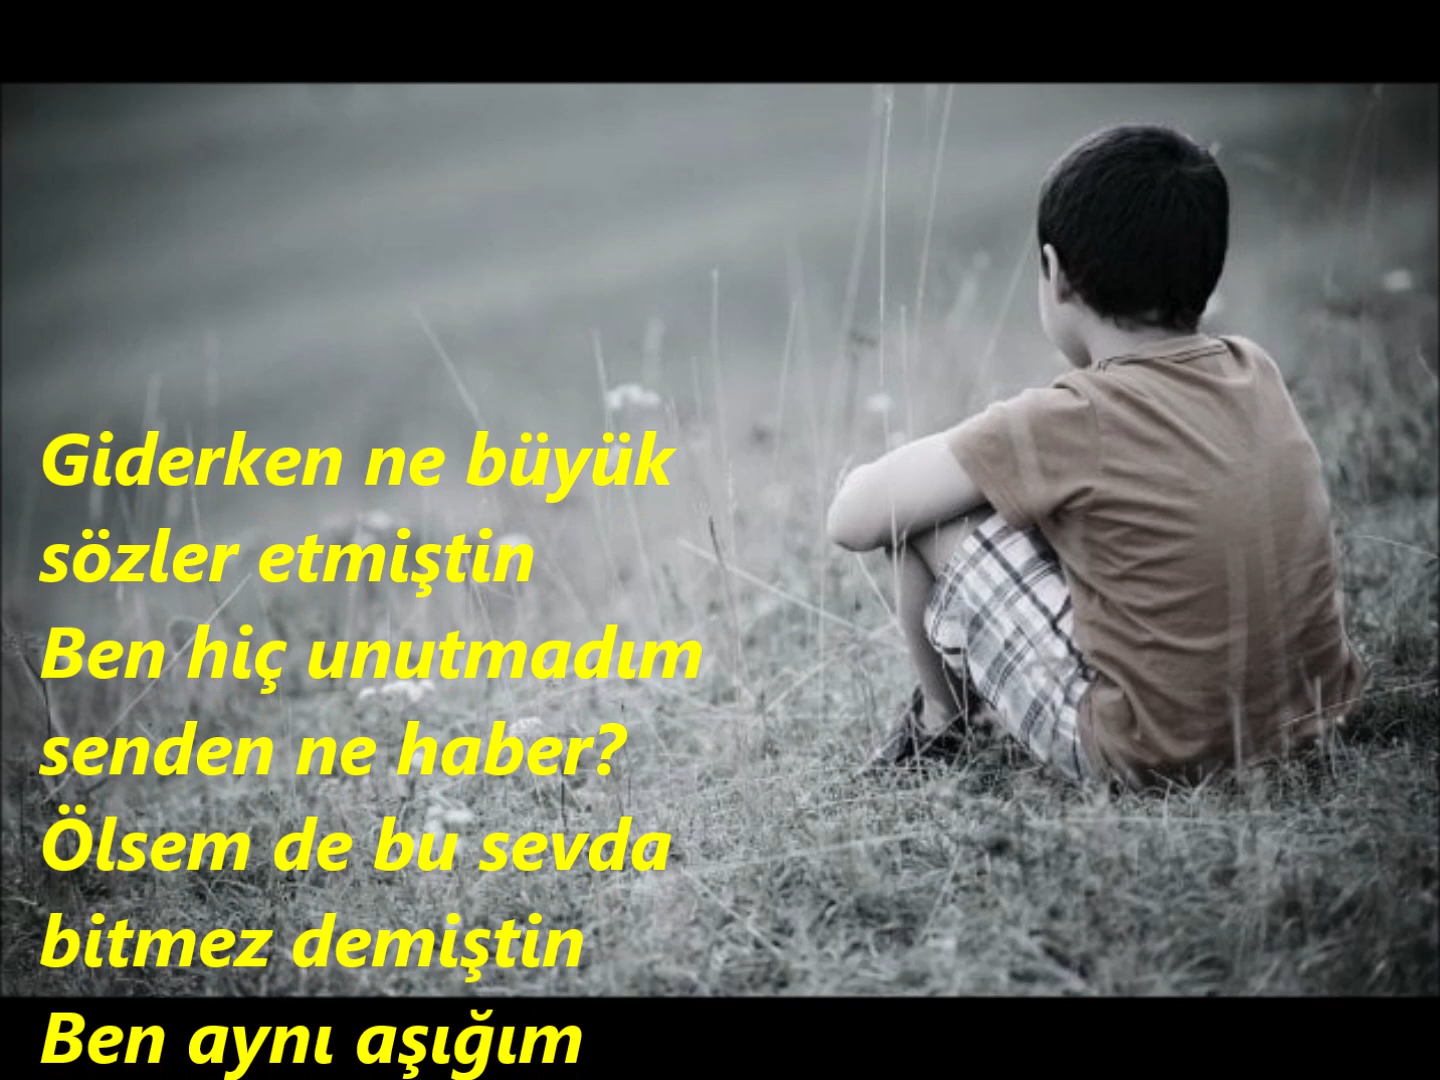 Giderken ne büyük
sözler etmiştin
Ben hiç unutmadım
senden ne haber?
Ölsem de bu sevda
bitmez demiştin
Ben aynı aşığım